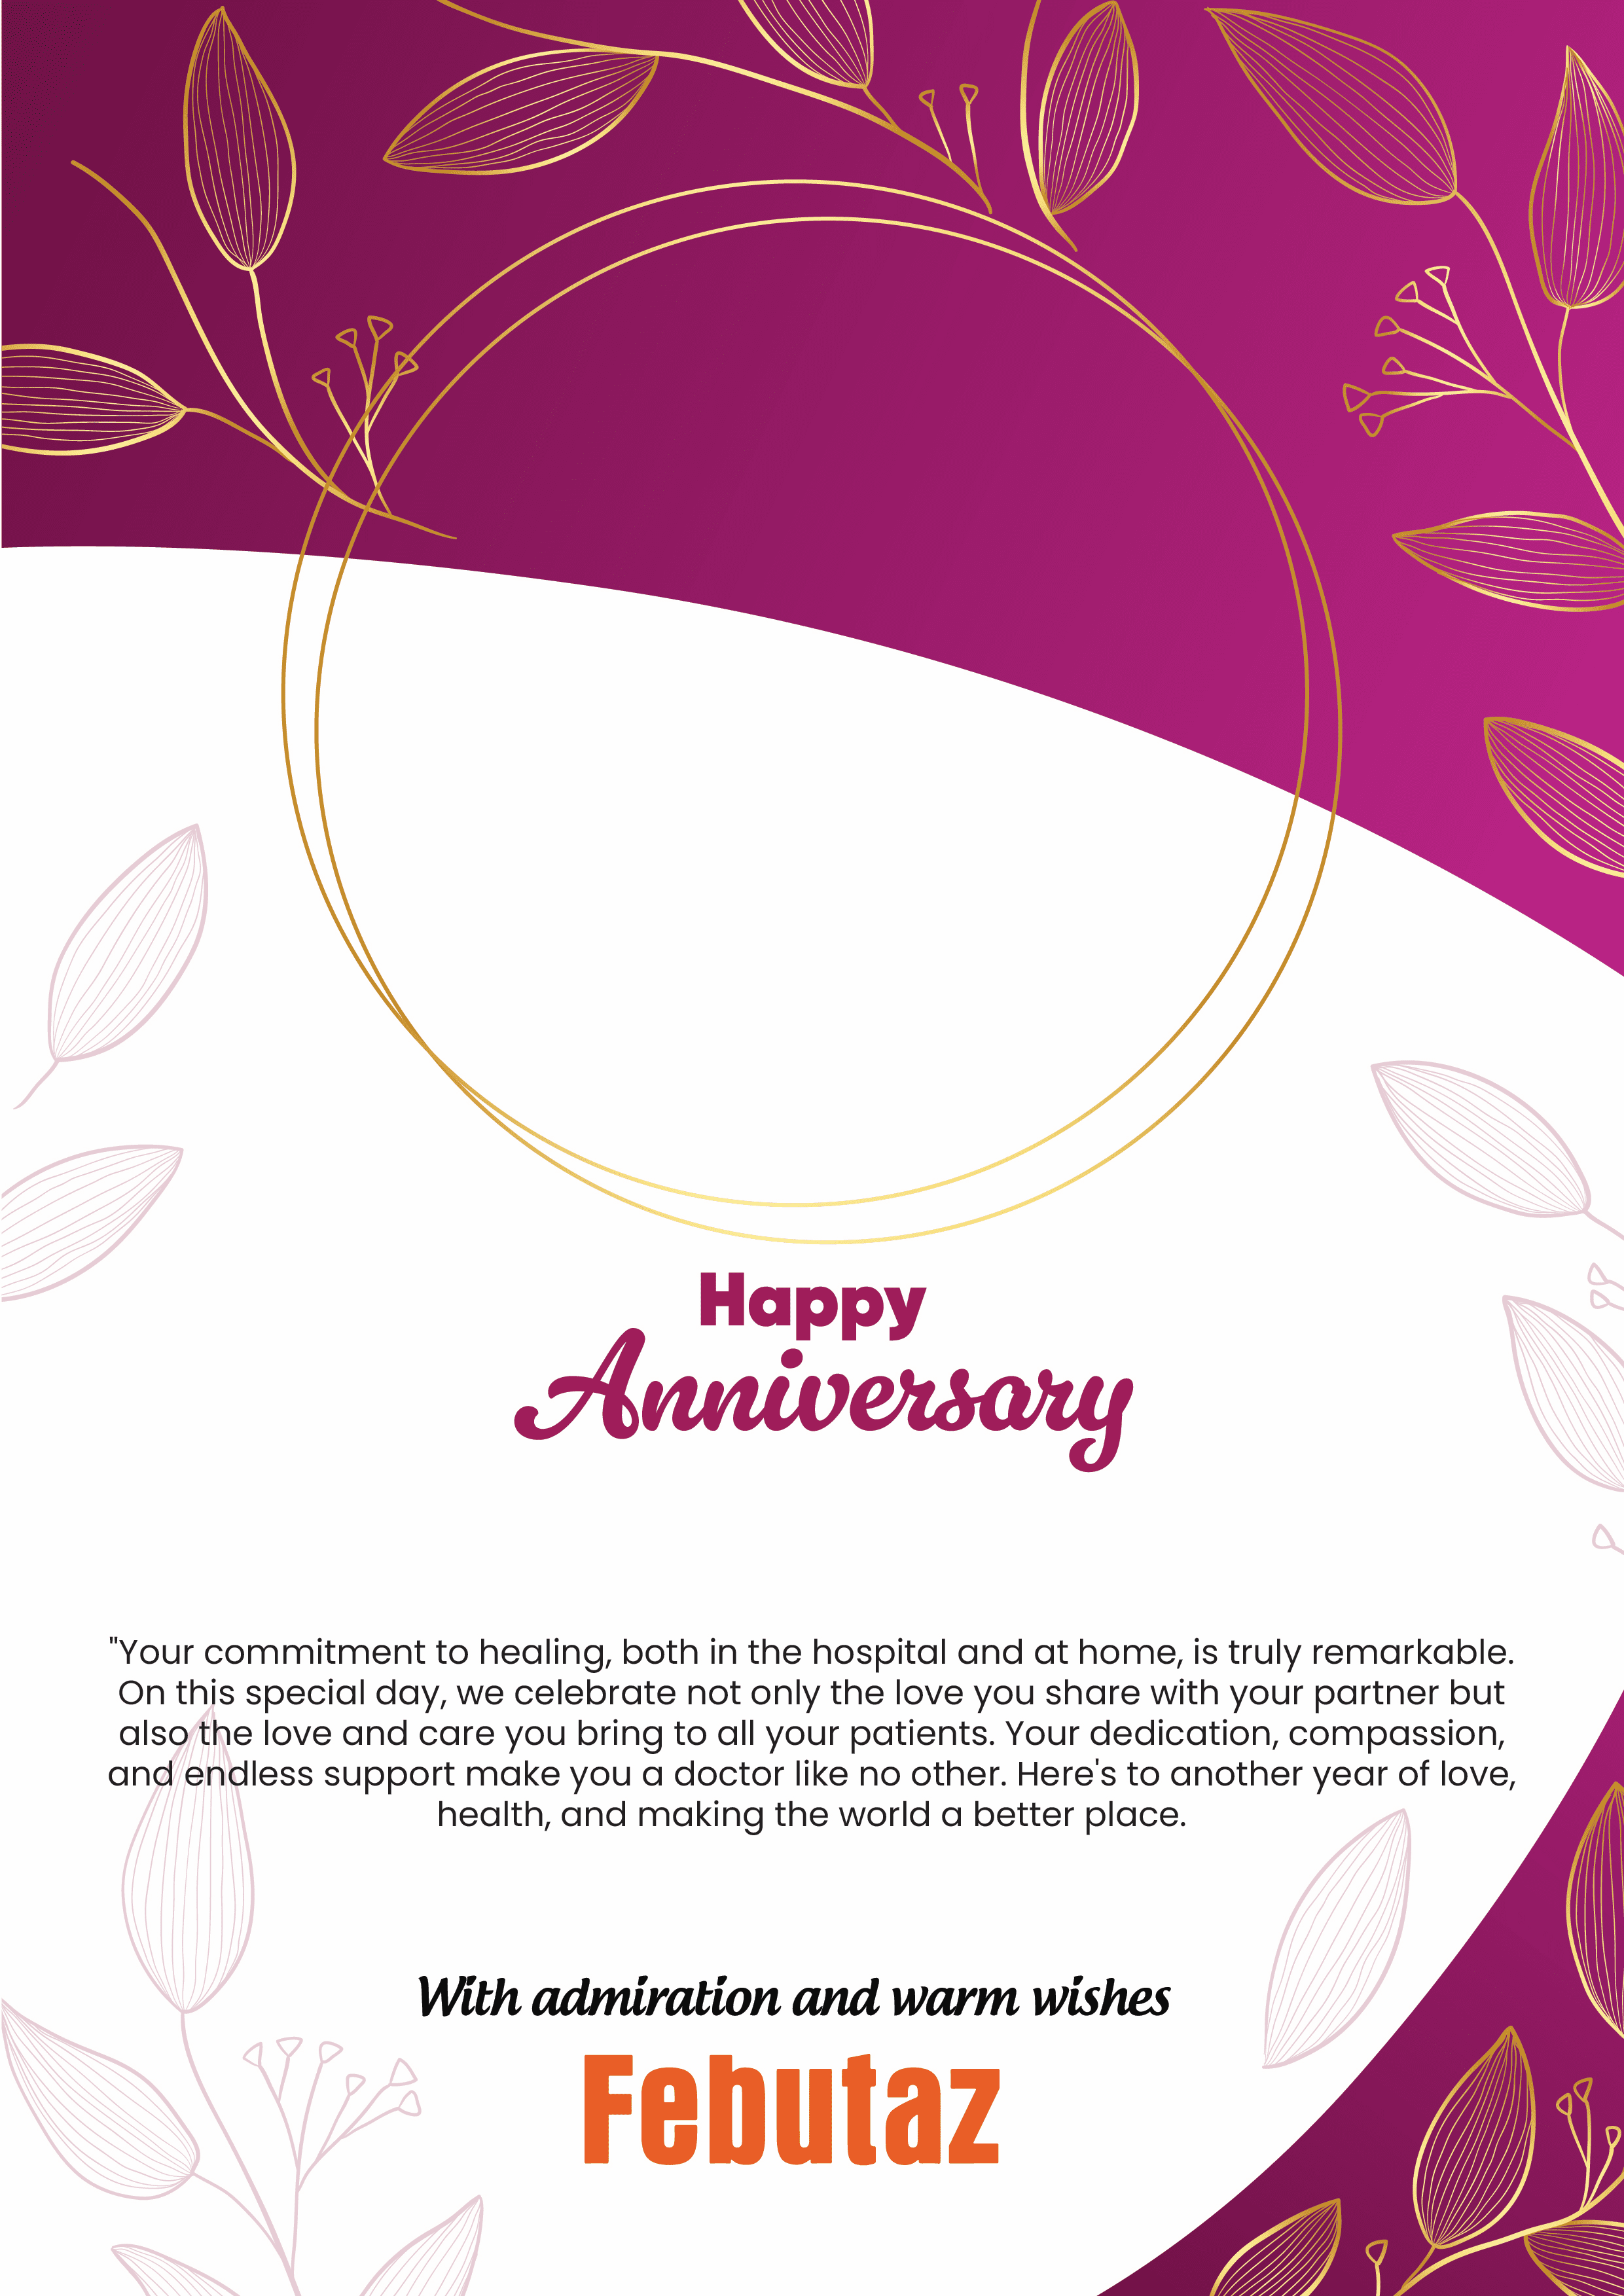 Happy
Anniversary
"Your commitment to healing, both in the hospital and at home, is truly remarkable.
On this special day, we celebrate not only the love you share with your partner but
also the love and care you bring to all your patients. Your dedication, compassion,
and endless support make you a doctor like no other. Here's to another year of love,
health, and making the world a better place.
With admiration and warm wishes
Febutaz